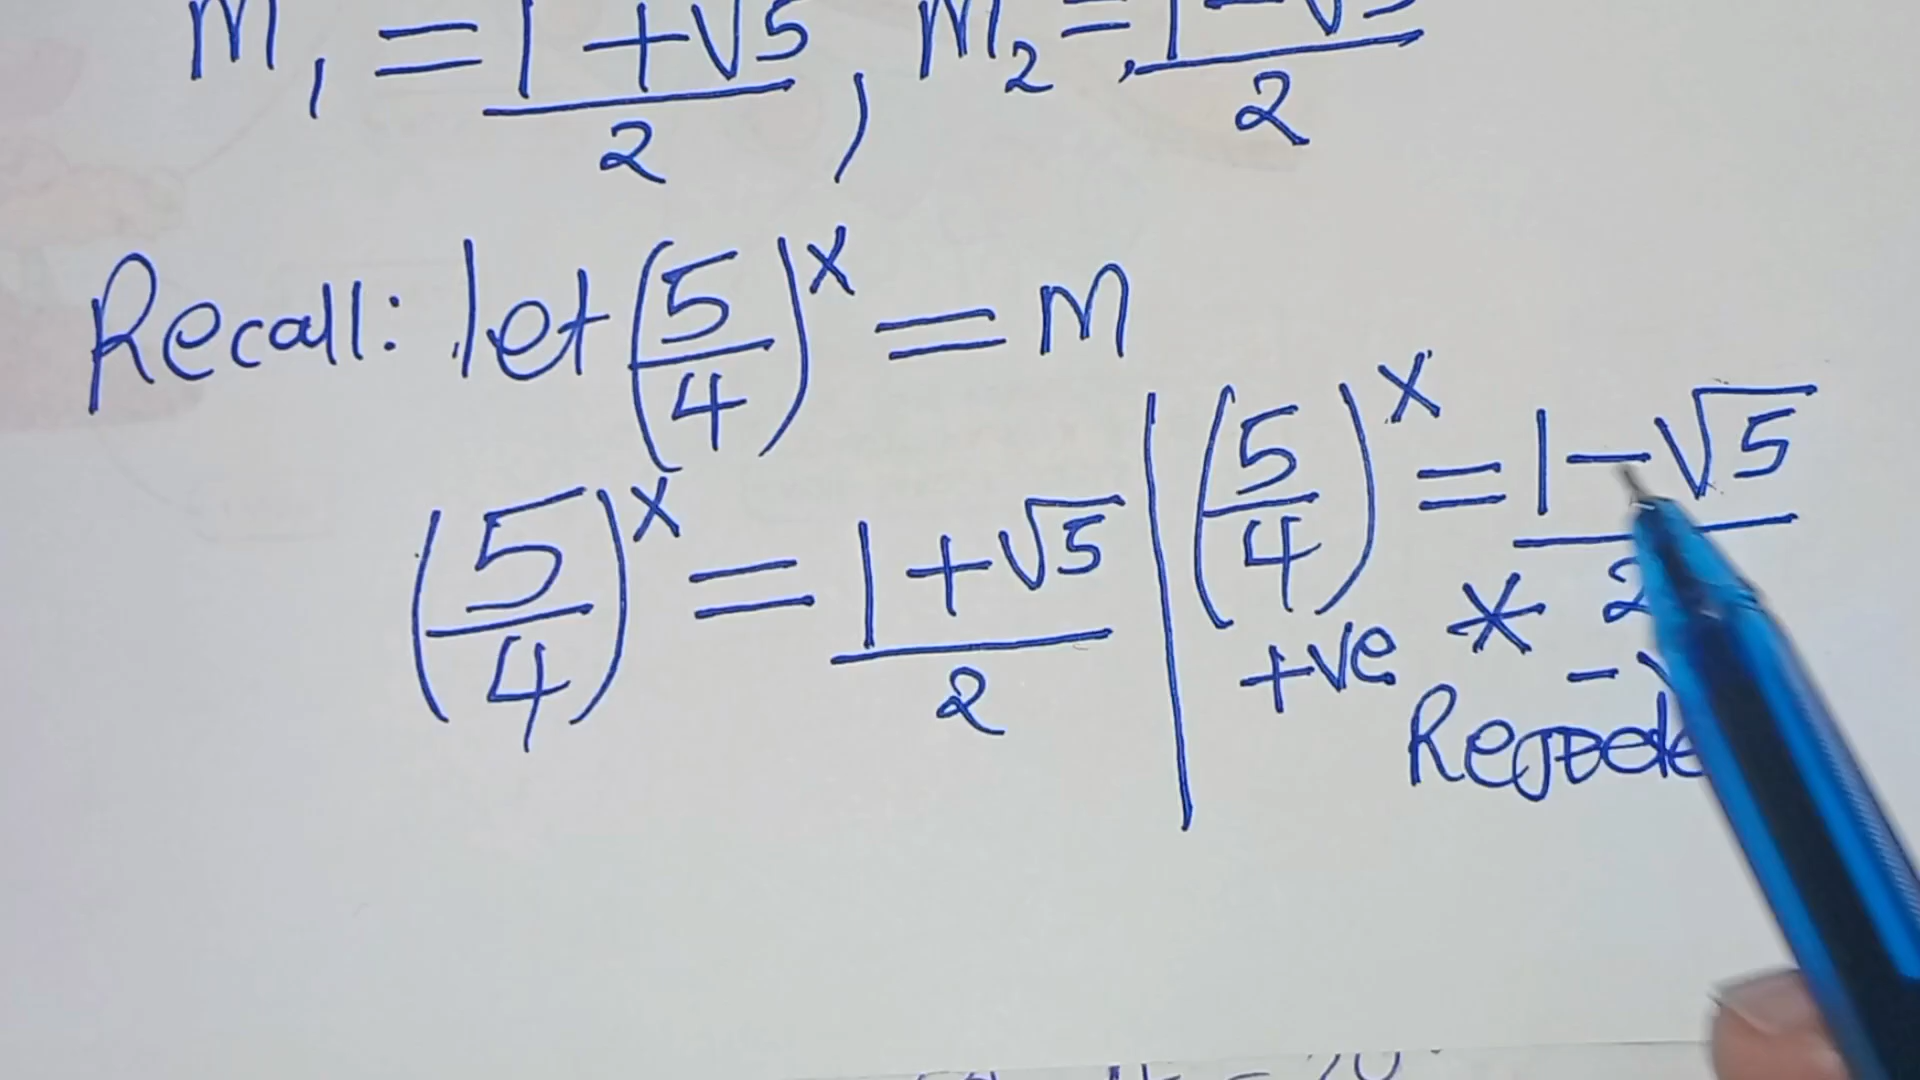 m₁ = (1+√5)/2, m₂ = (1-√5)/2
Recall: let (5/4)^x = m
(5/4)^x = (1+√5)/2 | (5/4)^x = (1-√5)/2
+ve * -